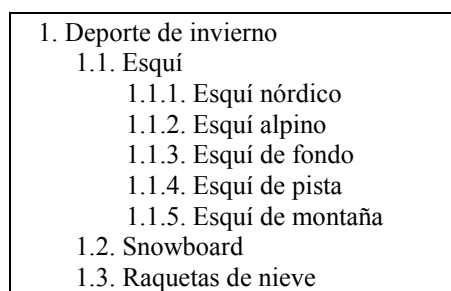 1. Deporte de invierno
1.1. Esquí
1.1.1. Esquí nórdico
1.1.2. Esquí alpino
1.1.3. Esquí de fondo
1.1.4. Esquí de pista
1.1.5. Esquí de montaña
1.2. Snowboard
1.3. Raquetas de nieve